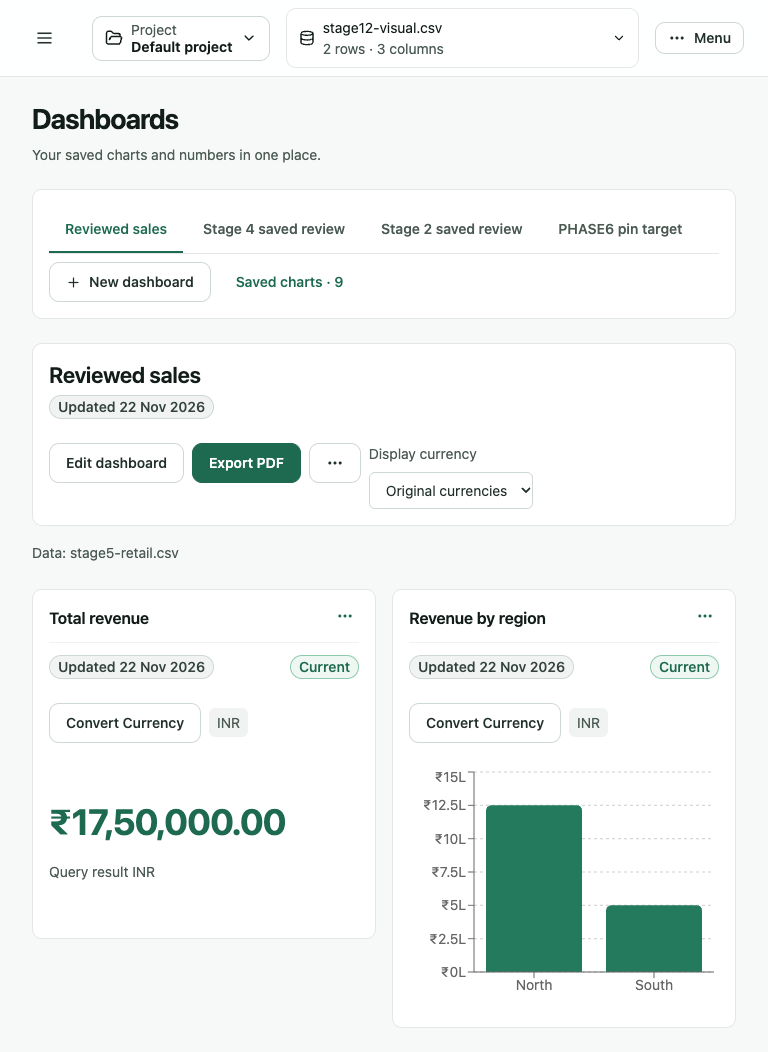 Project
Default project
stage12-visual.csv
2 rows · 3 columns
Menu
Dashboards
Your saved charts and numbers in one place.
Reviewed sales
Stage 4 saved review
Stage 2 saved review
PHASE6 pin target
New dashboard
Saved charts · 9
Reviewed sales
Updated 22 Nov 2026
Edit dashboard
Export PDF
Display currency
Original currencies
Data: stage5-retail.csv
Total revenue
Updated 22 Nov 2026
Current
Convert Currency
INR
₹17,50,000.00
Query result INR
Revenue by region
Updated 22 Nov 2026
Current
Convert Currency
INR
₹15L
₹12.5L
₹10L
₹7.5L
₹5L
₹2.5L
₹0L
North
South